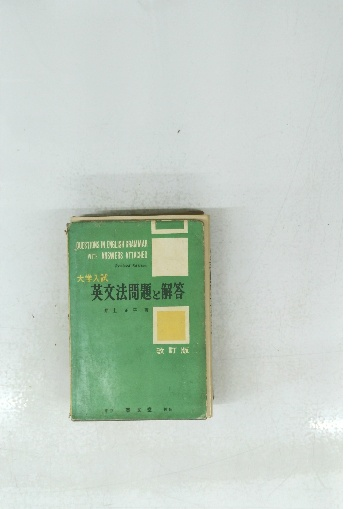 QUESTIONS IN ENGLISH GRAMMAR
WITH ANSWERS ATTACHED
Revised Edition
大学入試
英文法問題と解答
改訂版